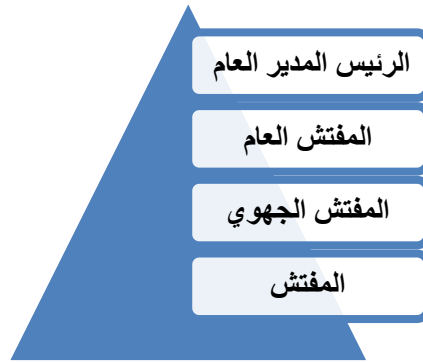 الرئيس المدير العام
المفتش العام
المفتش الجهوي
المفتش